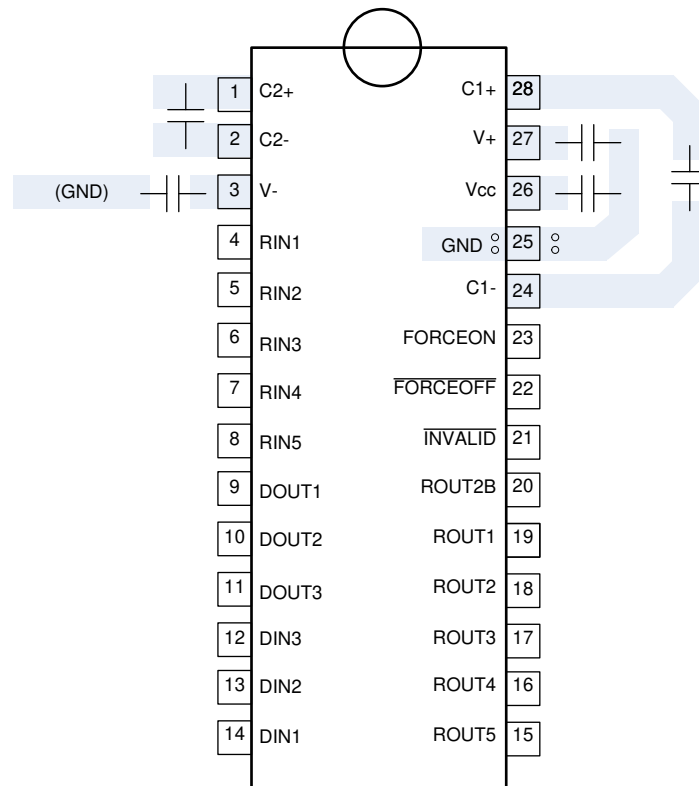 1 C2+ C1+ 28
2 C2- V+ 27
(GND) 3 V- Vcc 26
4 RIN1 GND 25
5 RIN2 C1- 24
6 RIN3 FORCEON 23
7 RIN4 FORCEOFF 22
8 RIN5 INVALID 21
9 DOUT1 ROUT2B 20
10 DOUT2 ROUT1 19
11 DOUT3 ROUT2 18
12 DIN3 ROUT3 17
13 DIN2 ROUT4 16
14 DIN1 ROUT5 15